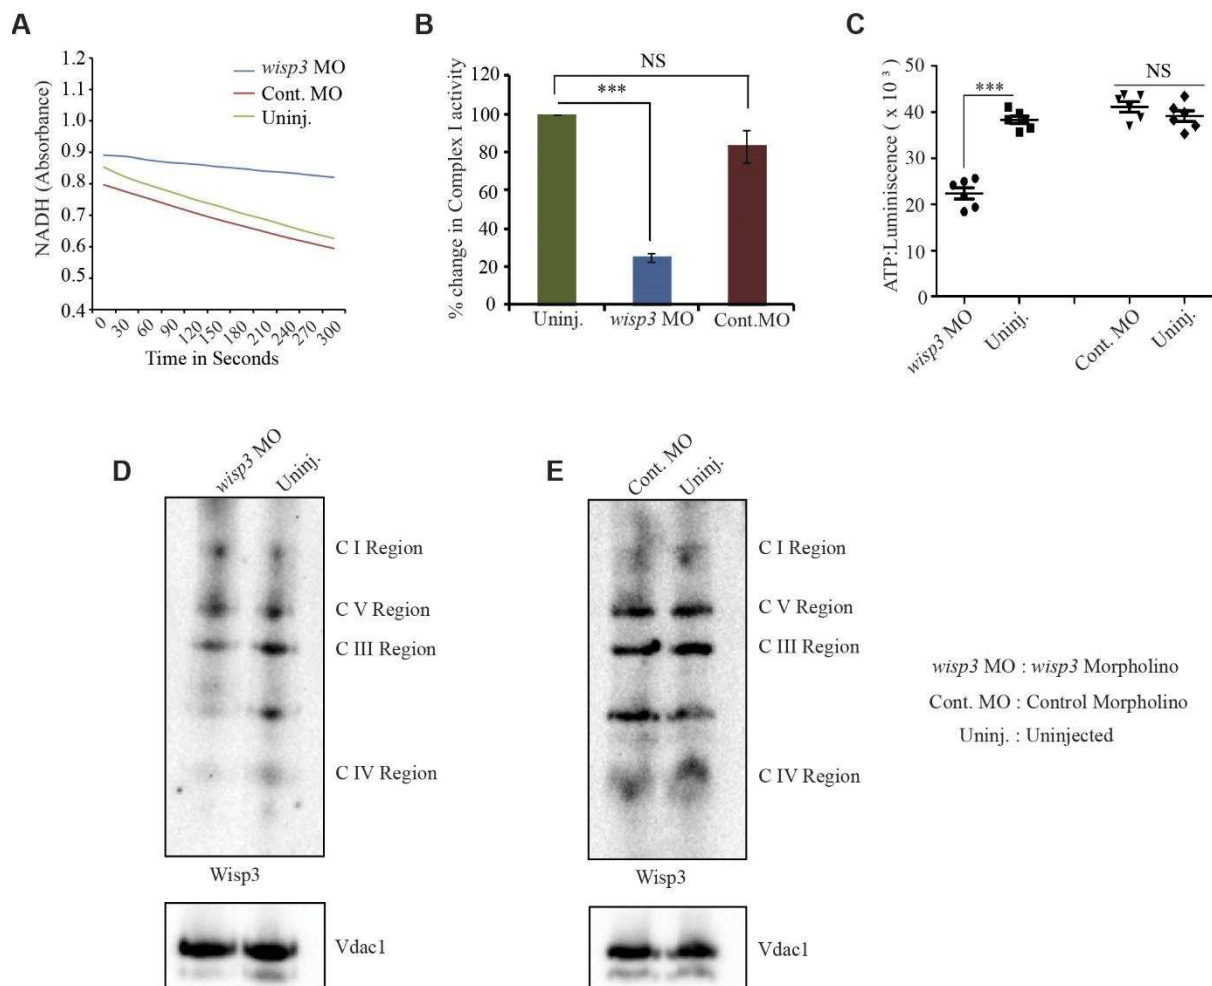 A
1.2
1.1
1.0
0.9
0.8
0.7
0.6
0.5
0.4
NADH (Absorbance)
wisp3 MO
Cont. MO
Uninj.
0 30 60 90 120 150 180 210 240 270 300
Time in Seconds
B
NS
***
120
100
80
60
40
20
0
% change in Complex I activity
Uninj. wisp3 MO Cont.MO
C
50
40
30
20
10
0
ATP:Luminiscence ( x 10 ³ )
***
NS
wisp3 MO Uninj. Cont. MO Uninj.
D
wisp3 MO Uninj.
C I Region
C V Region
C III Region
C IV Region
Wisp3
Vdac1
E
Cont. MO Uninj.
C I Region
C V Region
C III Region
C IV Region
Wisp3
Vdac1
wisp3 MO : wisp3 Morpholino
Cont. MO : Control Morpholino
Uninj. : Uninjected